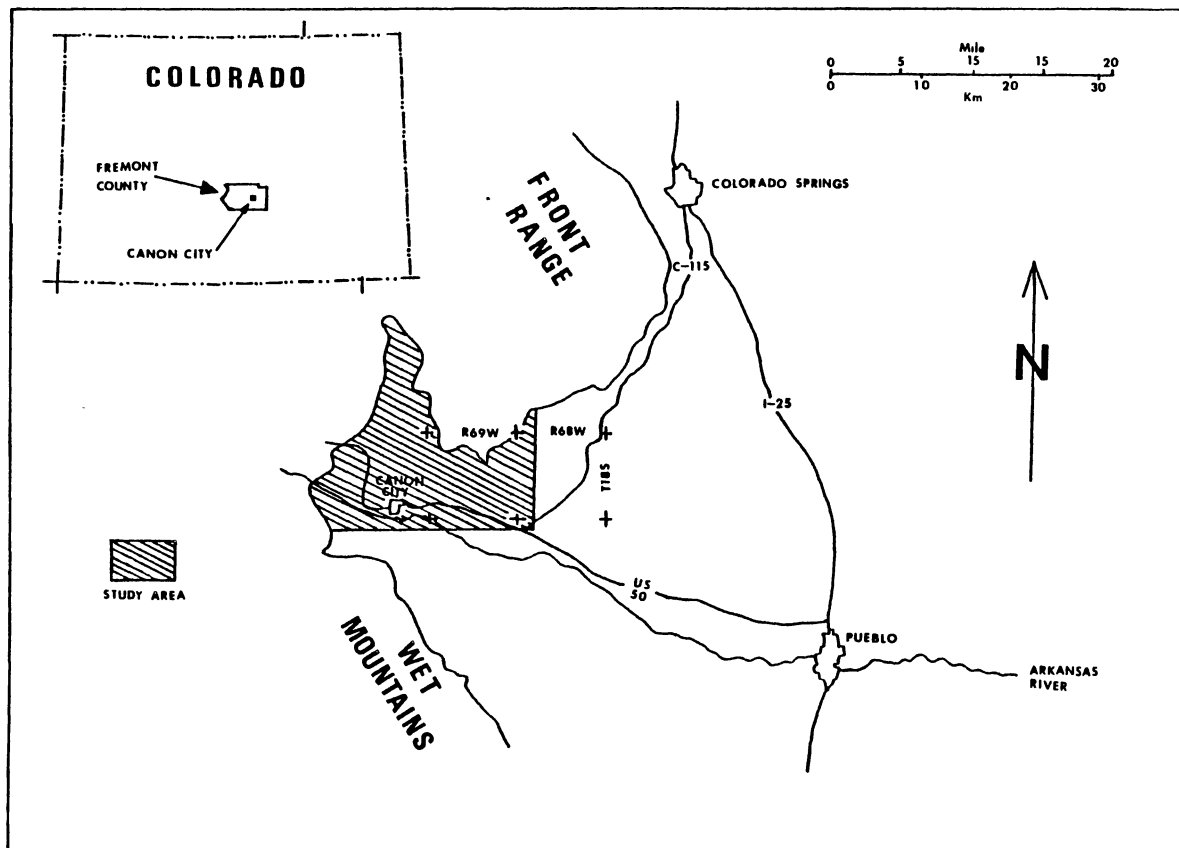 COLORADO
FREMONT
COUNTY
CANON CITY
Mile
0 5 15 15 20
0 10 20 30
Km
FRONT
RANGE
COLORADO SPRINGS
C-115
N
I-25
R69W
R68W
T18S
CANON
CITY
STUDY AREA
US
50
WET
MOUNTAINS
PUEBLO
ARKANSAS
RIVER